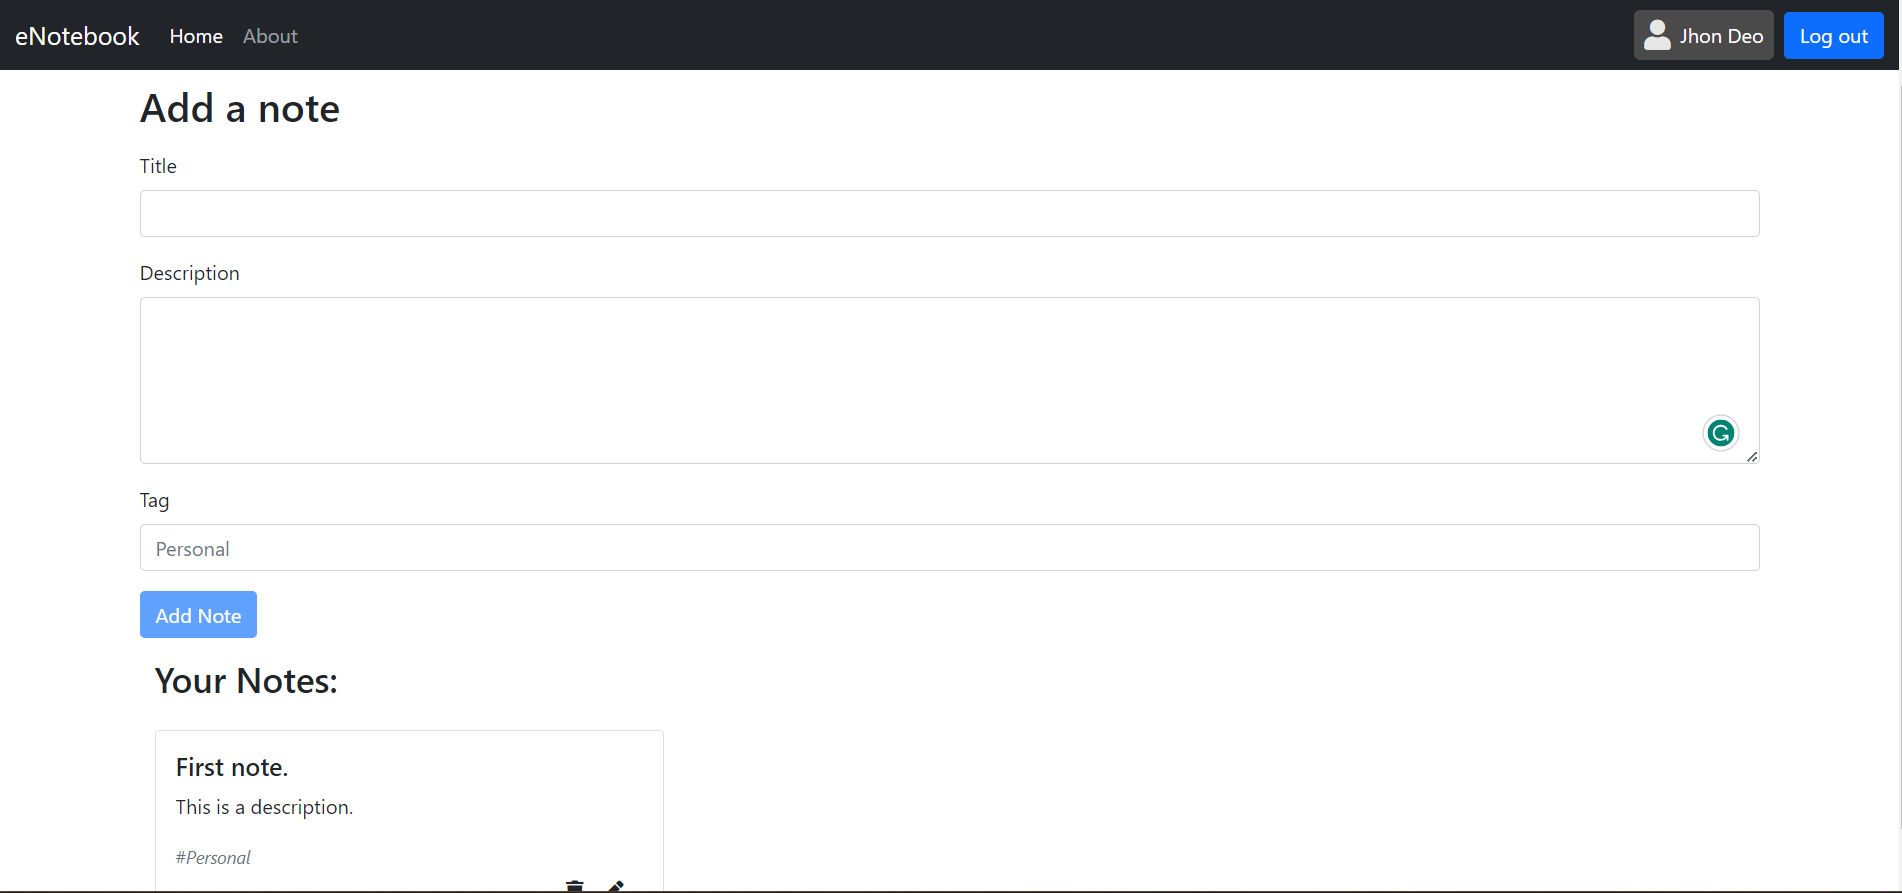 eNotebook Home About Jhon Deo Log out
Add a note
Title
Description
Tag
Personal
Add Note
Your Notes:
First note.
This is a description.
#Personal